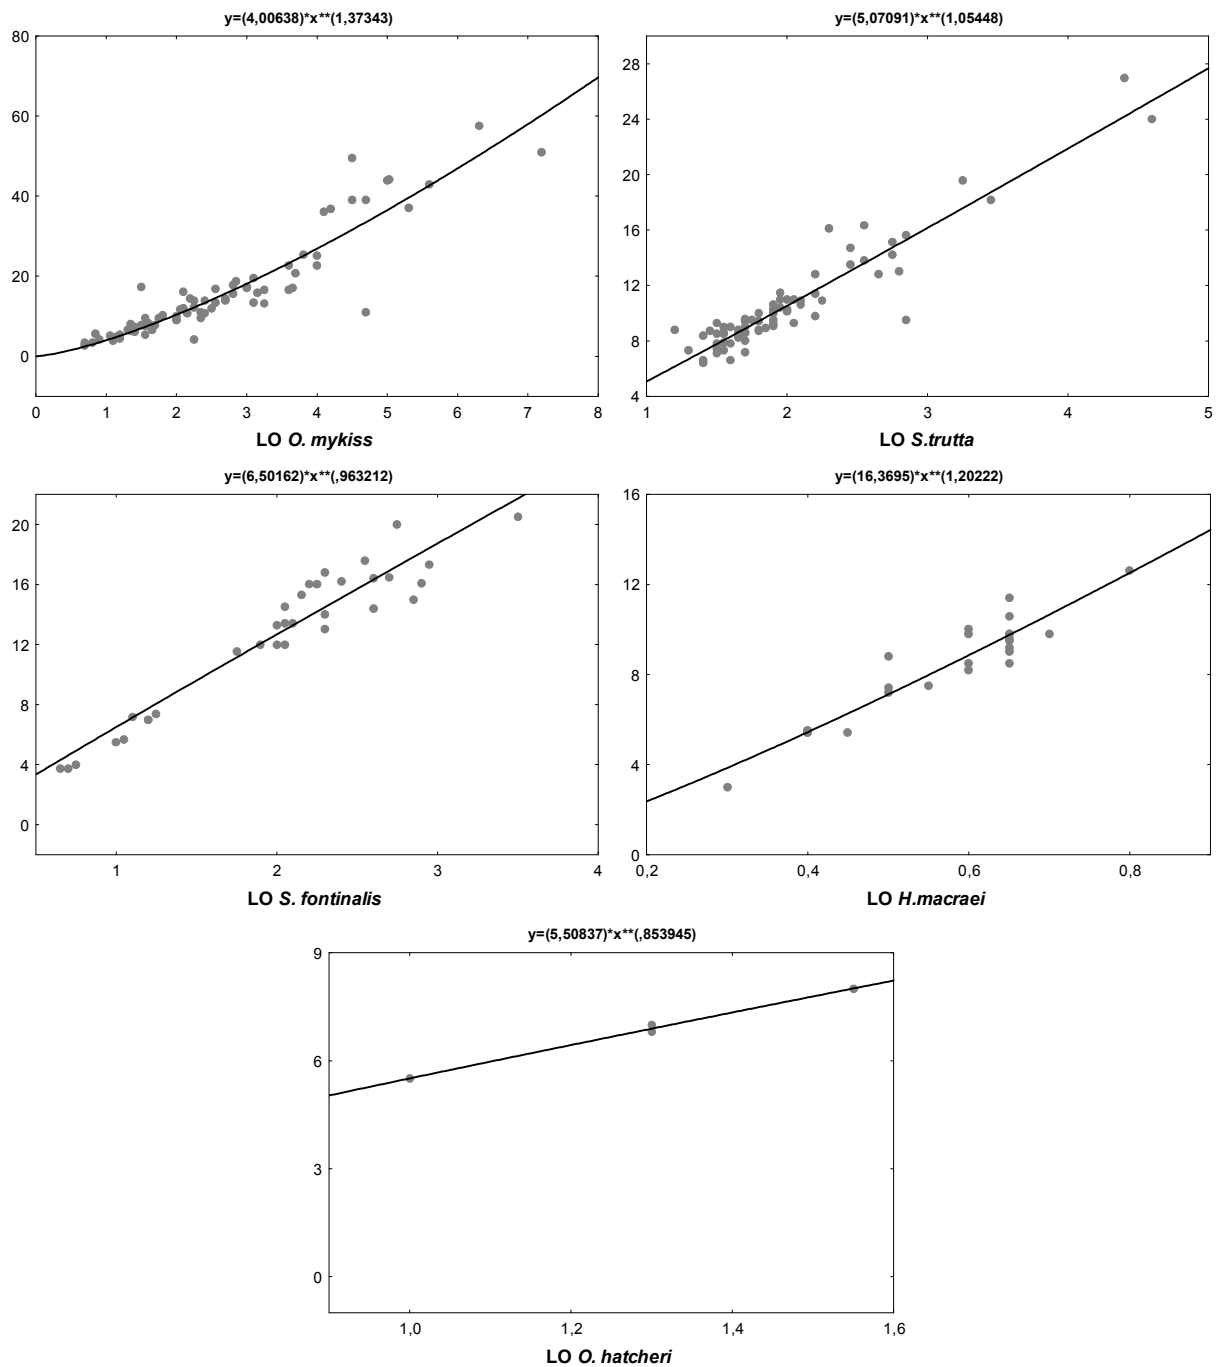 y=(4,00638)*x**(1,37343)
80
60
40
20
0
0 1 2 3 4 5 6 7 8
LO O. mykiss
y=(5,07091)*x**(1,05448)
28
24
20
16
12
8
4
1 2 3 4 5
LO S.trutta
y=(6,50162)*x**(,963212)
20
16
12
8
4
0
1 2 3 4
LO S. fontinalis
y=(16,3695)*x**(1,20222)
16
12
8
4
0
0,2 0,4 0,6 0,8
LO H.macraei
y=(5,50837)*x**(,853945)
9
6
3
0
1,0 1,2 1,4 1,6
LO O. hatcheri